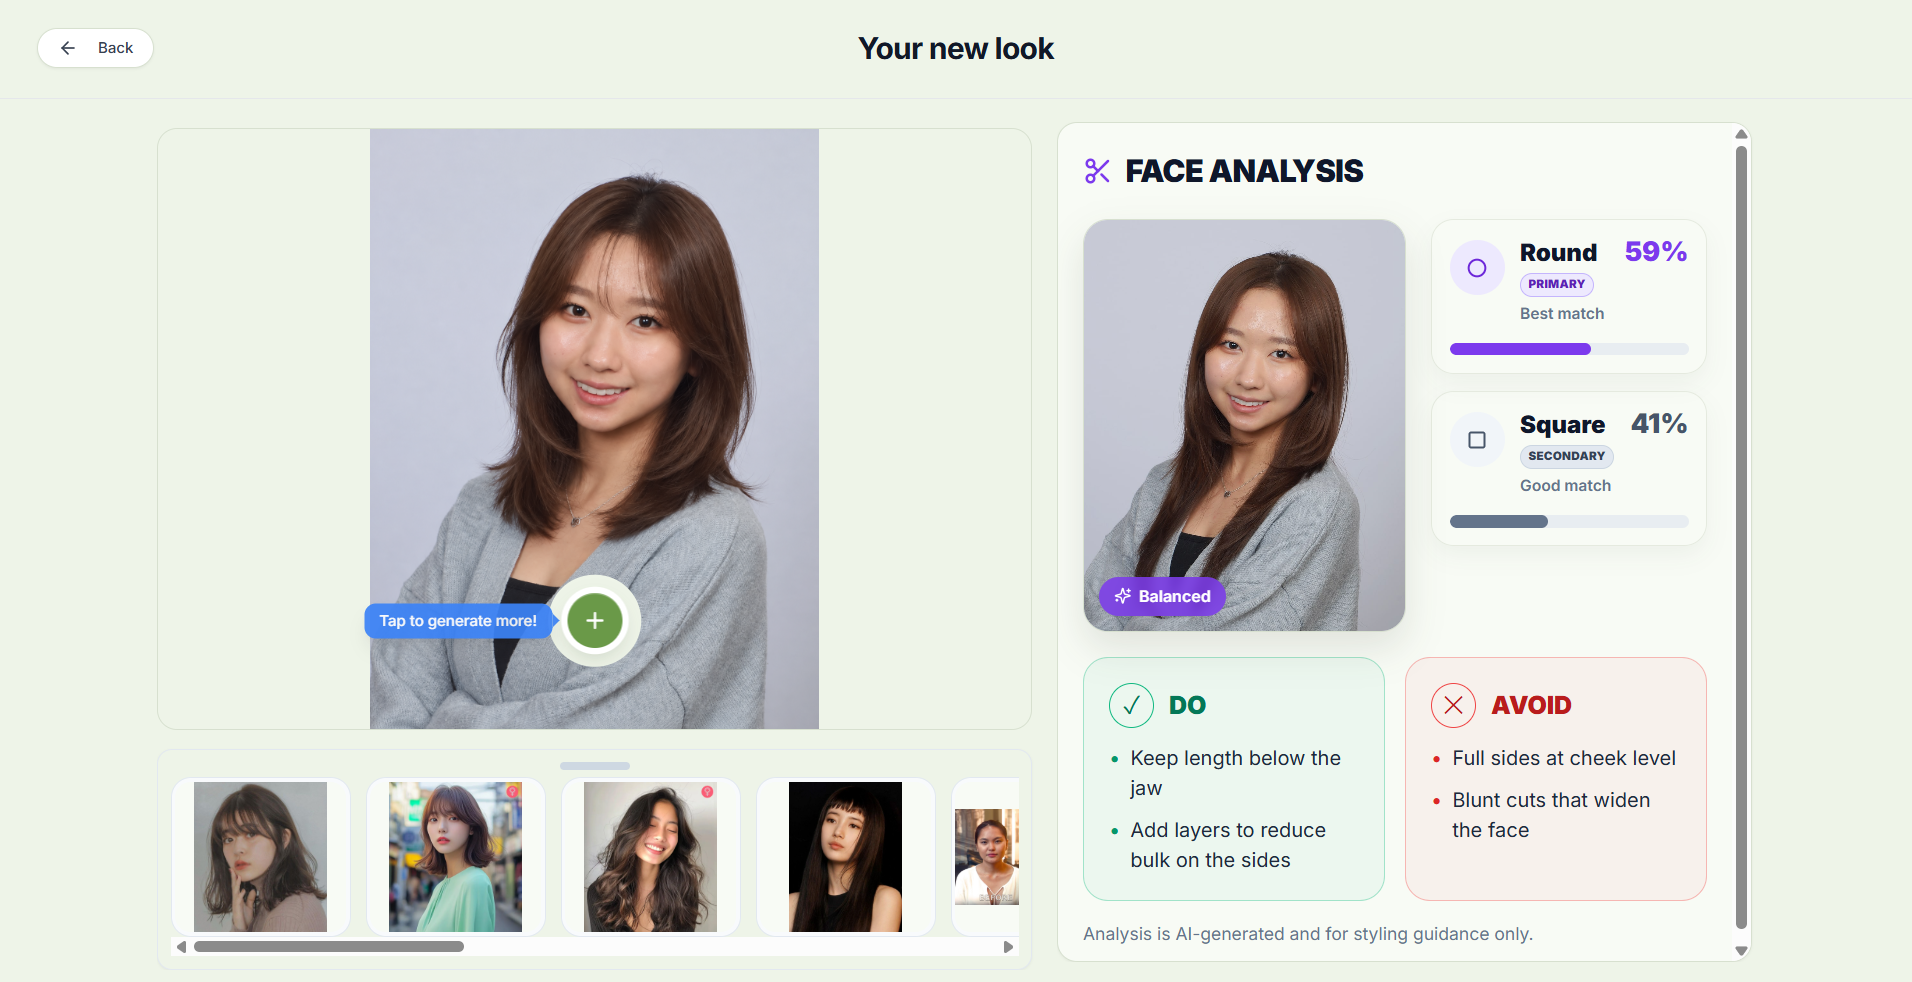 Back
Your new look
Tap to generate more!
FACE ANALYSIS
Balanced
Round
59%
PRIMARY
Best match
Square
41%
SECONDARY
Good match
DO
Keep length below the
jaw
Add layers to reduce
bulk on the sides
AVOID
Full sides at cheek level
Blunt cuts that widen
the face
Analysis is AI-generated and for styling guidance only.